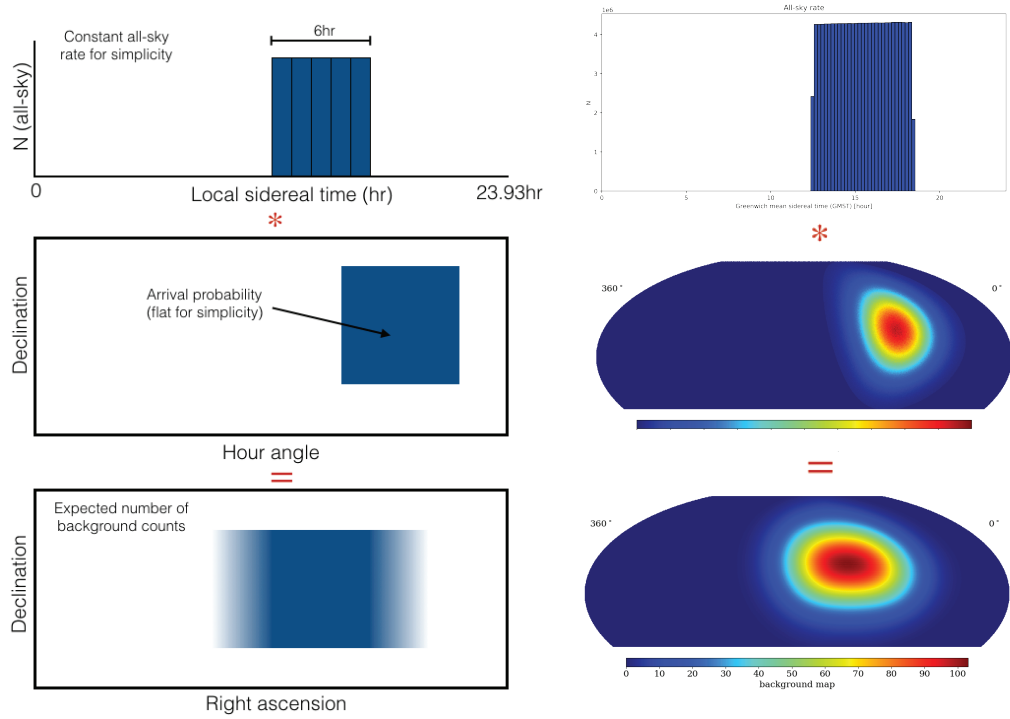 Constant all-sky
rate for simplicity
6hr
N (all-sky)
0
Local sidereal time (hr)
23.93hr
*
Declination
Arrival probability
(flat for simplicity)
Hour angle
=
Declination
Expected number of
background counts
Right ascension
All-sky rate
1e6
N
4
3
2
1
0
0
5
10
15
20
Greenwich mean sidereal time (GMST) [hour]
*
360°
0°
=
360°
0°
0 10 20 30 40 50 60 70 80 90 100
background map